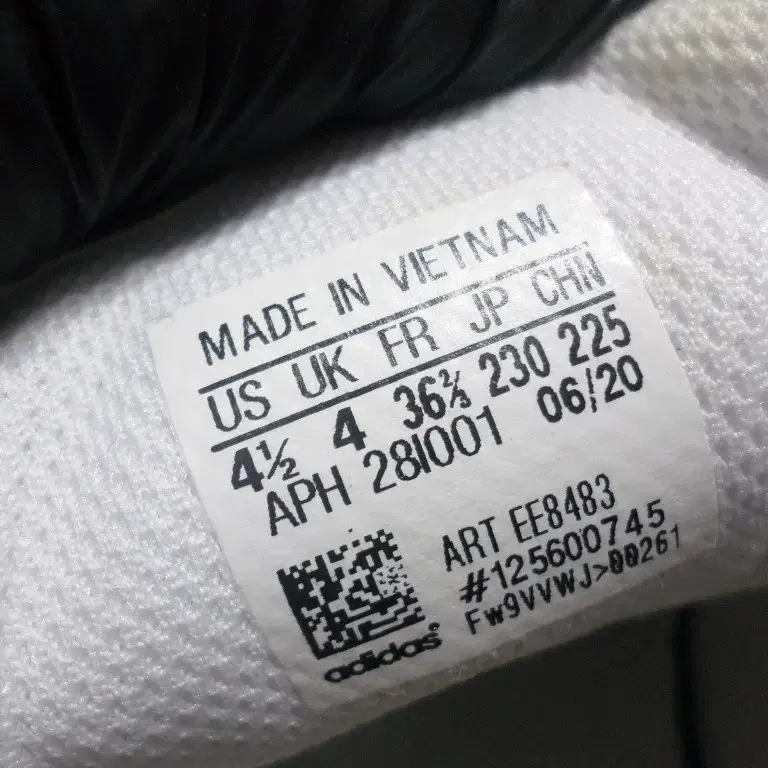 MADE IN VIETNAM
US UK FR JP CHN
4½ 4 36⅔ 230 225
APH 28I001 06/20
ART EE8483
#125600745
Fw9VVWJ>00261
adidas